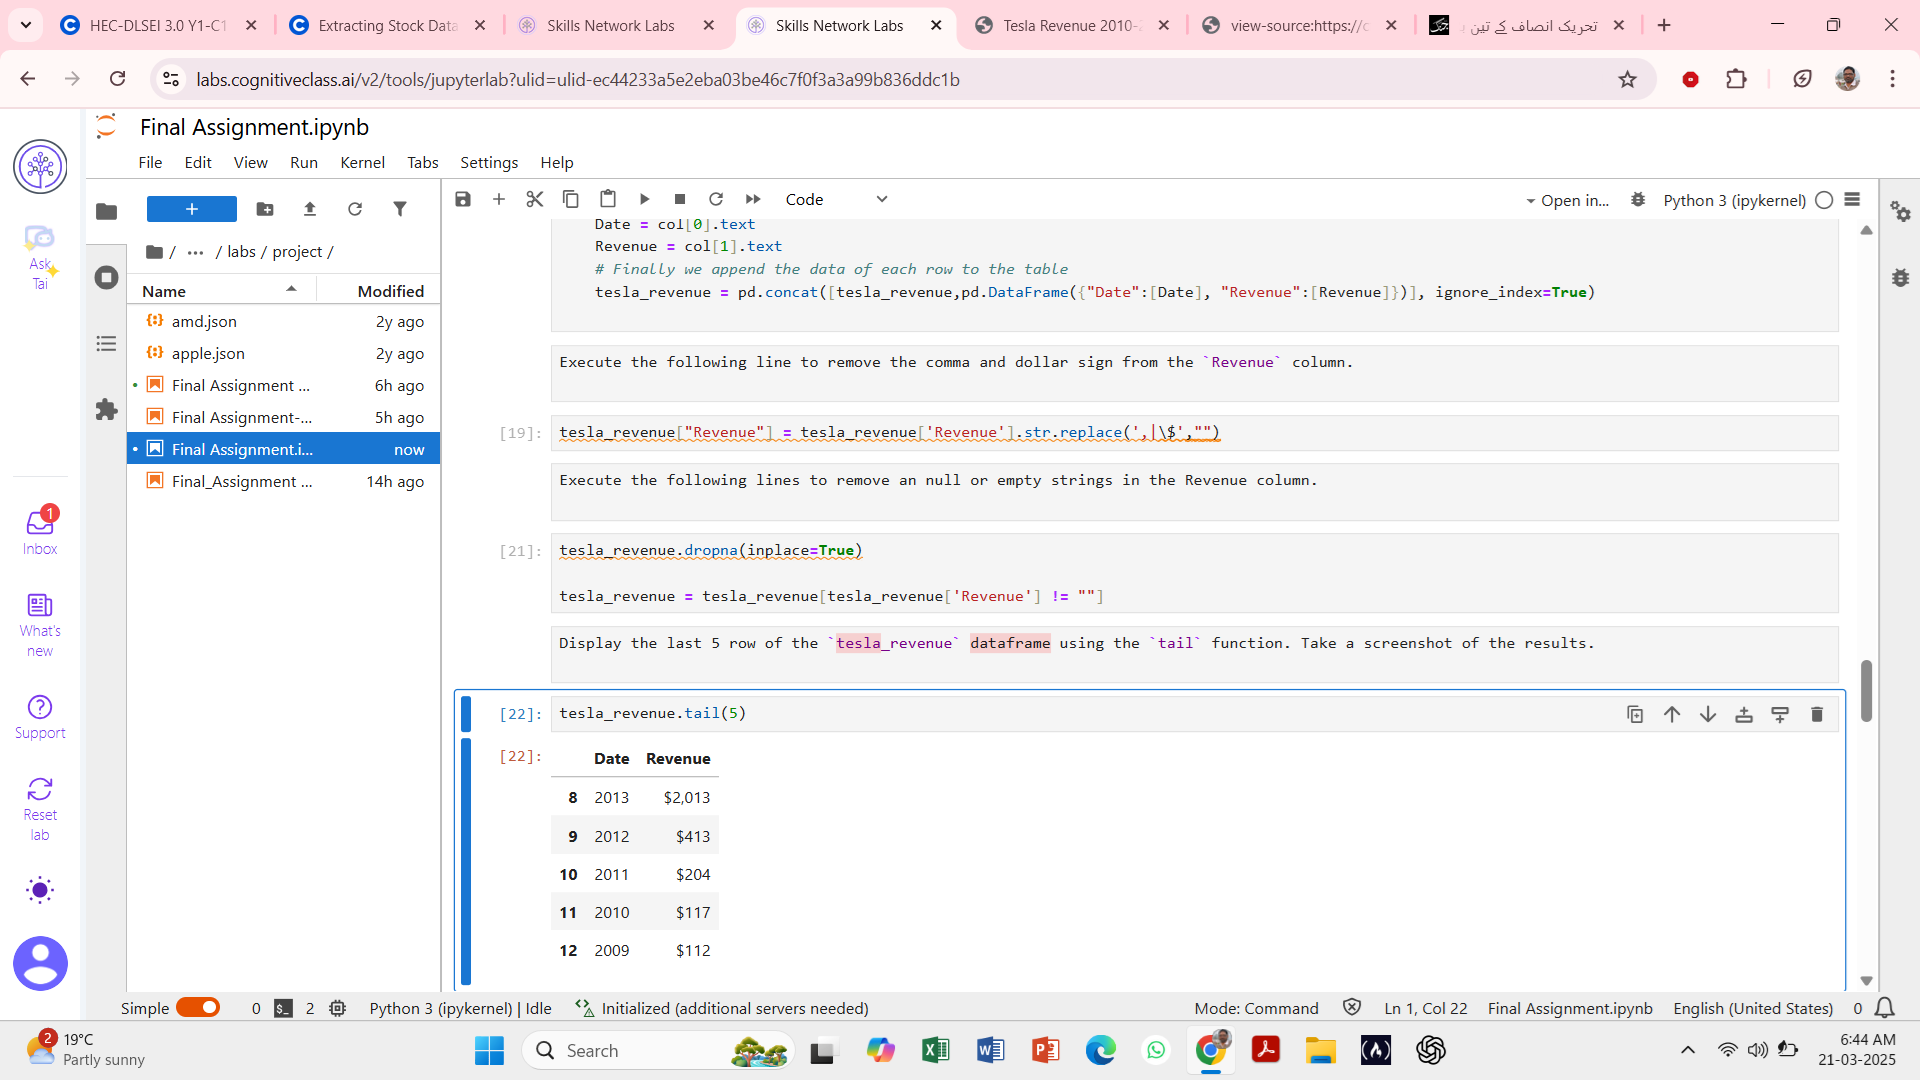 HEC-DLSEI 3.0 Y1-C1
Extracting Stock Data
Skills Network Labs
Skills Network Labs
Tesla Revenue 2010-2
view-source:https://c
تحریک انصاف کے تین
labs.cognitiveclass.ai/v2/tools/jupyterlab?ulid=ulid-ec44233a5e2eba03be46c7f0f3a3a99b836ddc1b
Final Assignment.ipynb
File Edit View Run Kernel Tabs Settings Help
Code
Open in...
Python 3 (ipykernel)
Ask
Tai
Inbox
1
What's
new
Support
Reset
lab
/ ... / labs / project /
Name Modified
amd.json 2y ago
apple.json 2y ago
Final Assignment ... 6h ago
Final Assignment-... 5h ago
Final Assignment.i... now
Final_Assignment ... 14h ago
Date = col[0].text
Revenue = col[1].text
# Finally we append the data of each row to the table
tesla_revenue = pd.concat([tesla_revenue,pd.DataFrame({"Date":[Date], "Revenue":[Revenue]})], ignore_index=True)
Execute the following line to remove the comma and dollar sign from the `Revenue` column.
[19]: tesla_revenue["Revenue"] = tesla_revenue['Revenue'].str.replace(',|\$',"")
Execute the following lines to remove an null or empty strings in the Revenue column.
[21]: tesla_revenue.dropna(inplace=True)
tesla_revenue = tesla_revenue[tesla_revenue['Revenue'] != ""]
Display the last 5 row of the `tesla_revenue` dataframe using the `tail` function. Take a screenshot of the results.
[22]: tesla_revenue.tail(5)
[22]: Date Revenue
8 2013 $2,013
9 2012 $413
10 2011 $204
11 2010 $117
12 2009 $112
Simple 0 $_ 2 Python 3 (ipykernel) | Idle Initialized (additional servers needed)
Mode: Command Ln 1, Col 22 Final Assignment.ipynb English (United States) 0
2
19°C
Partly sunny
Search
6:44 AM
21-03-2025